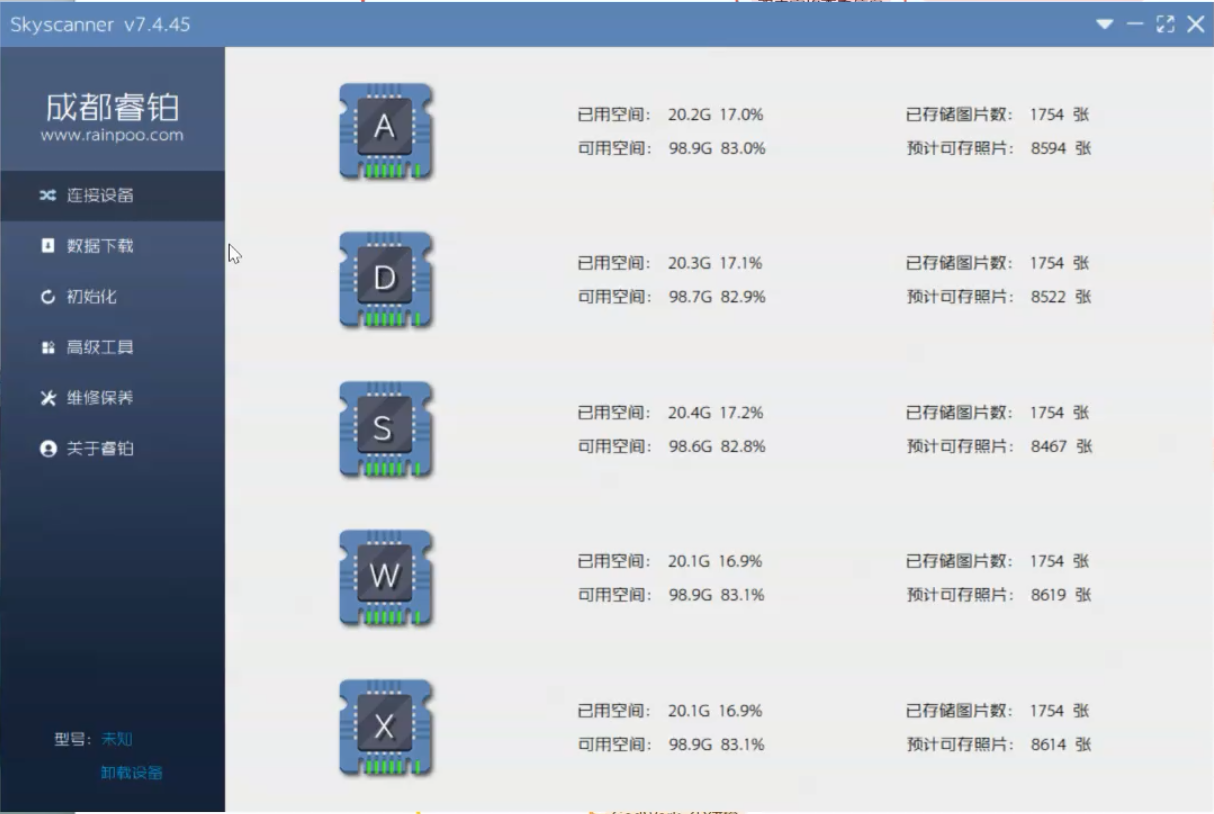 Skyscanner v7.4.45
成都睿铂
www.rainpoo.com
连接设备
数据下载
初始化
高级工具
维修保养
关于睿铂
型号： 未知
卸载设备
A
已用空间： 20.2G 17.0% 已存储图片数： 1754 张
可用空间： 98.9G 83.0% 预计可存照片： 8594 张
D
已用空间： 20.3G 17.1% 已存储图片数： 1754 张
可用空间： 98.7G 82.9% 预计可存照片： 8522 张
S
已用空间： 20.4G 17.2% 已存储图片数： 1754 张
可用空间： 98.6G 82.8% 预计可存照片： 8467 张
W
已用空间： 20.1G 16.9% 已存储图片数： 1754 张
可用空间： 98.9G 83.1% 预计可存照片： 8619 张
X
已用空间： 20.1G 16.9% 已存储图片数： 1754 张
可用空间： 98.9G 83.1% 预计可存照片： 8614 张